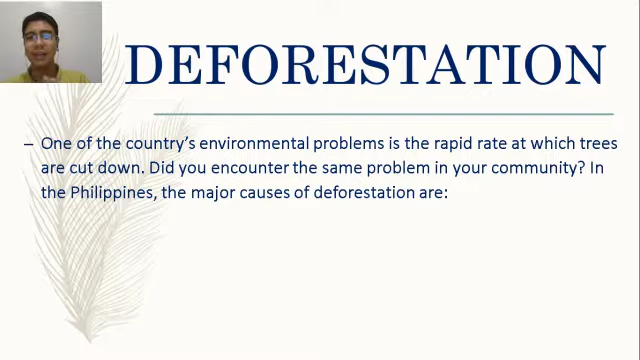 DEFORESTATION
– One of the country's environmental problems is the rapid rate at which trees
are cut down. Did you encounter the same problem in your community? In
the Philippines, the major causes of deforestation are: